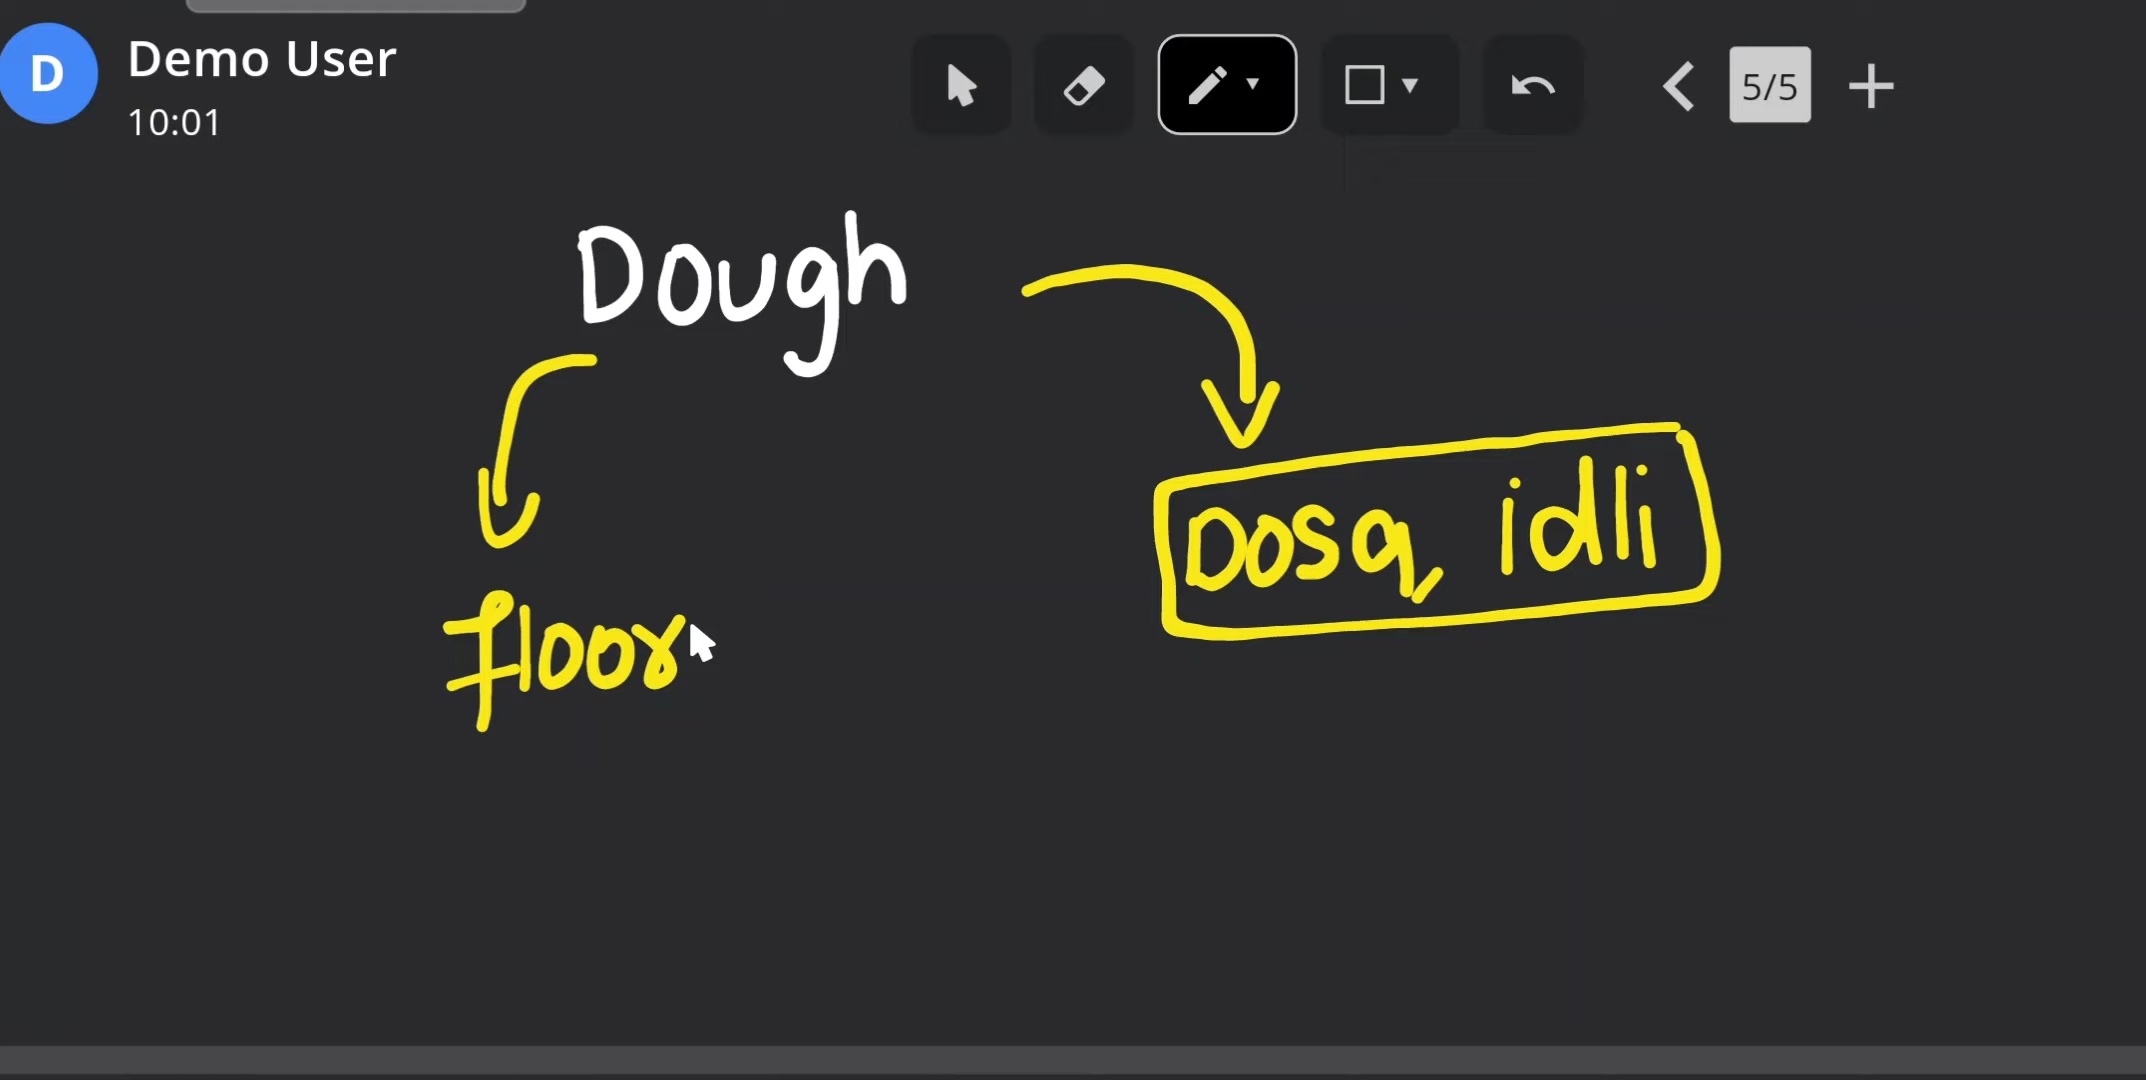 D
Demo User
10:01
5/5
Dough
Dosa, idli
floor